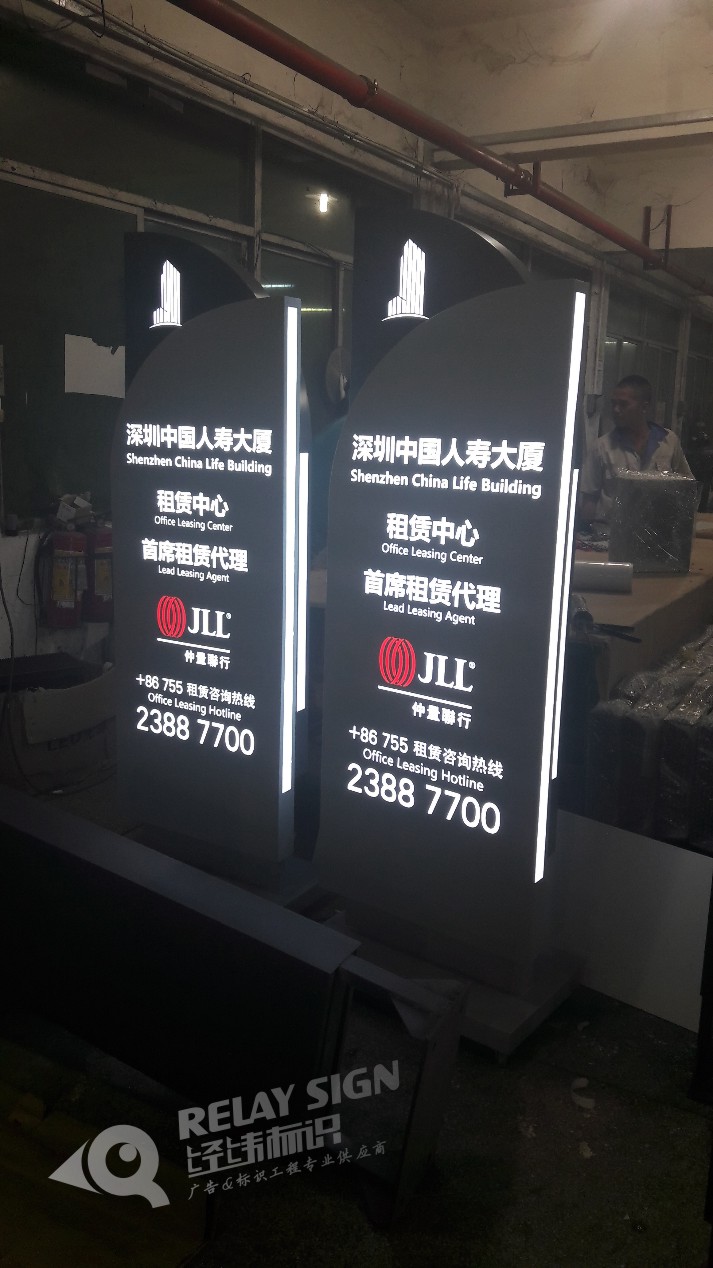 深圳中国人寿大厦
Shenzhen China Life Building
租赁中心
Office Leasing Center
首席租赁代理
Lead Leasing Agent
JLL®
仲量聯行
+86 755 租赁咨询热线
Office Leasing Hotline
2388 7700
深圳中国人寿大厦
Shenzhen China Life Building
租赁中心
Office Leasing Center
首席租赁代理
Lead Leasing Agent
JLL®
仲量聯行
+86 755 租赁咨询热线
Office Leasing Hotline
2388 7700
RELAY SIGN
经纬标识
广告&标识工程专业供应商